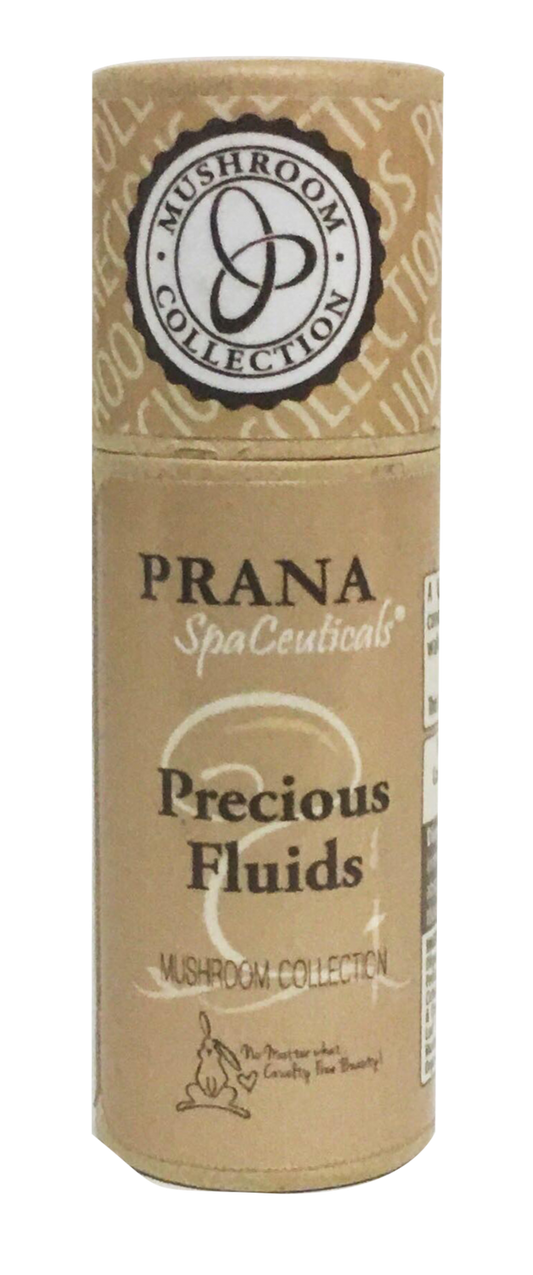 MUSHROOM
COLLECTION
PRANA
SpaCeuticals®
Precious
Fluids
MUSHROOM COLLECTION
No Matter what
Cruelty Free Beauty!